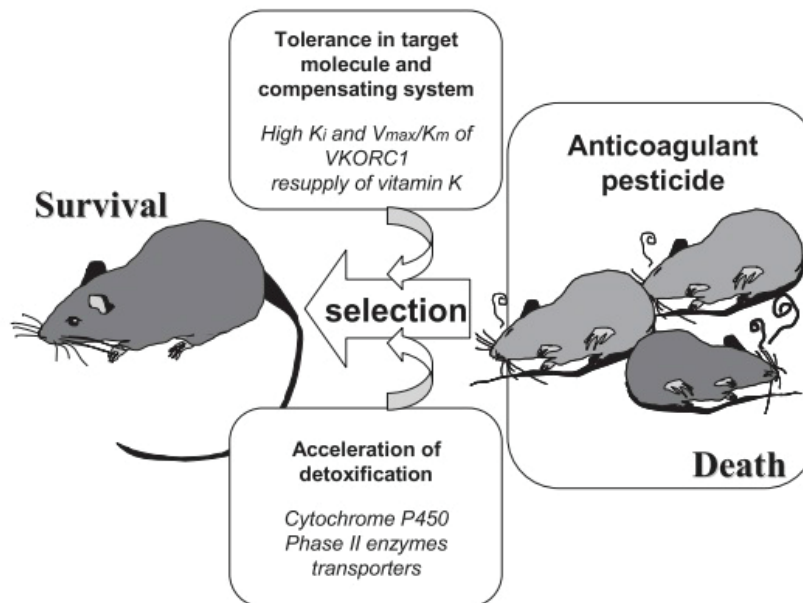 Tolerance in target
molecule and
compensating system
High Ki and Vmax/Km of
VKORC1
resupply of vitamin K
Survival
Anticoagulant
pesticide
selection
Acceleration of
detoxification
Cytochrome P450
Phase II enzymes
transporters
Death